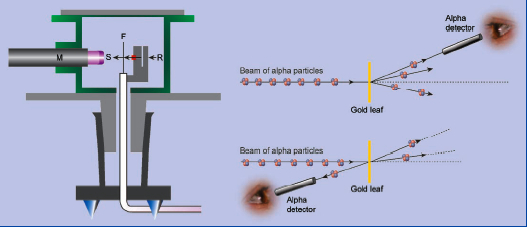 F
M
S
R
Alpha
detector
Beam of alpha particles
Gold leaf
Beam of alpha particles
Gold leaf
Alpha
detector